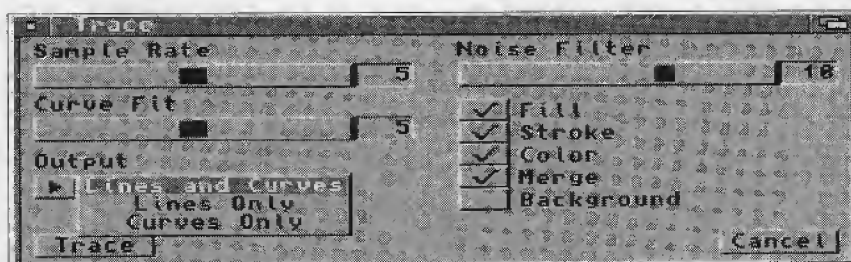 Trace
Sample Rate
5
Curve Fit
5
Output
Lines and Curves
Lines Only
Curves Only
Trace
Noise Filter
10
Fill
Stroke
Color
Merge
Background
Cancel